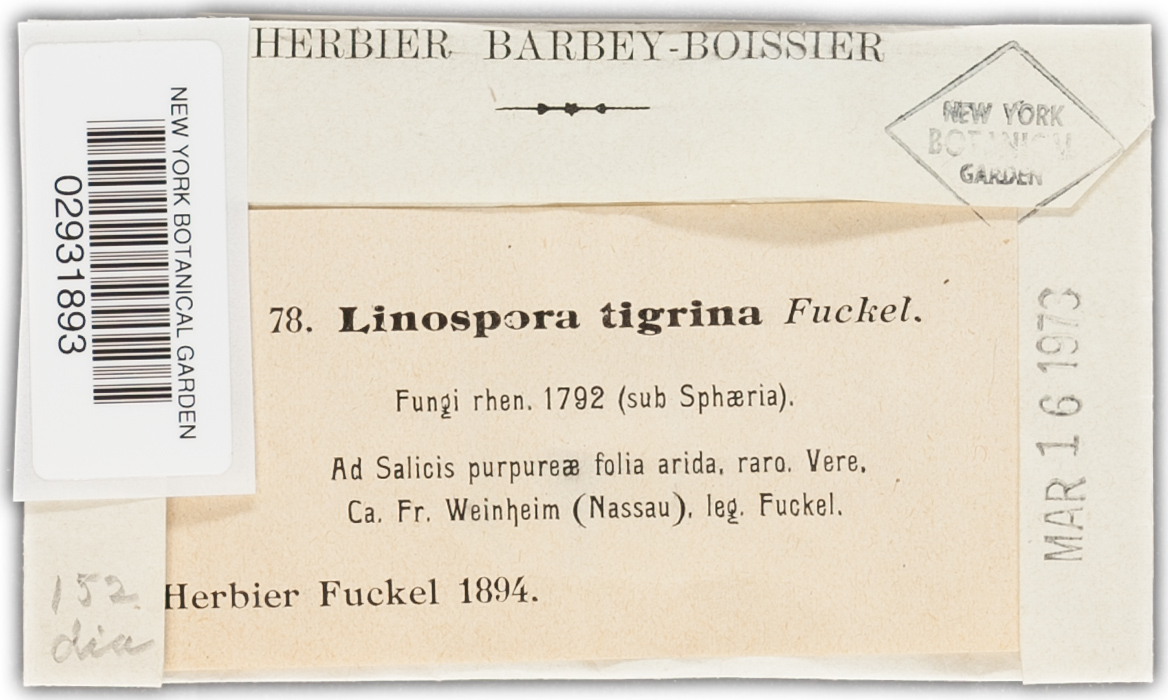 HERBIER BARBEY-BOISSIER
NEW YORK
BOTANICAL
GARDEN
NEW YORK BOTANICAL GARDEN
02931893
78. Linospora tigrina Fuckel.
Fungi rhen. 1792 (sub Sphæria).
Ad Salicis purpureæ folia arida, raro. Vere,
Ca. Fr. Weinheim (Nassau), leg. Fuckel.
Herbier Fuckel 1894.
MAR 16 1973
152
dia